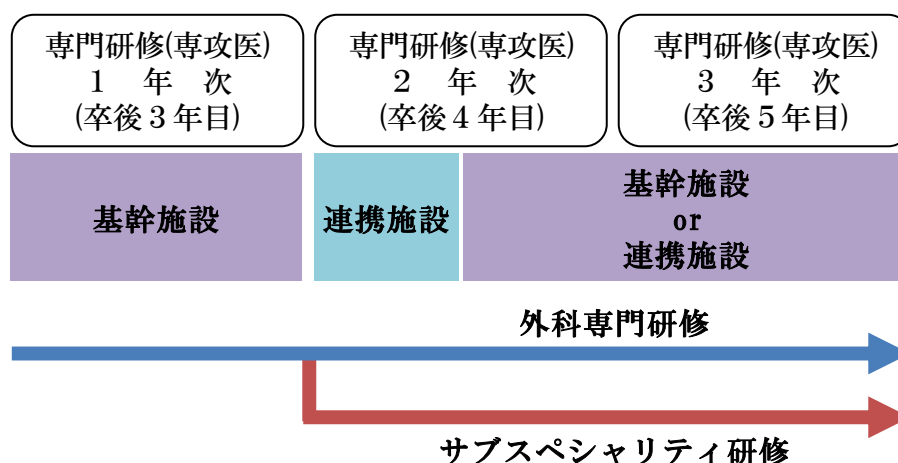 専門研修(専攻医)
1 年 次
(卒後3年目)
専門研修(専攻医)
2 年 次
(卒後4年目)
専門研修(専攻医)
3 年 次
(卒後5年目)
基幹施設
連携施設
基幹施設
or
連携施設
外科専門研修
サブスペシャリティ研修